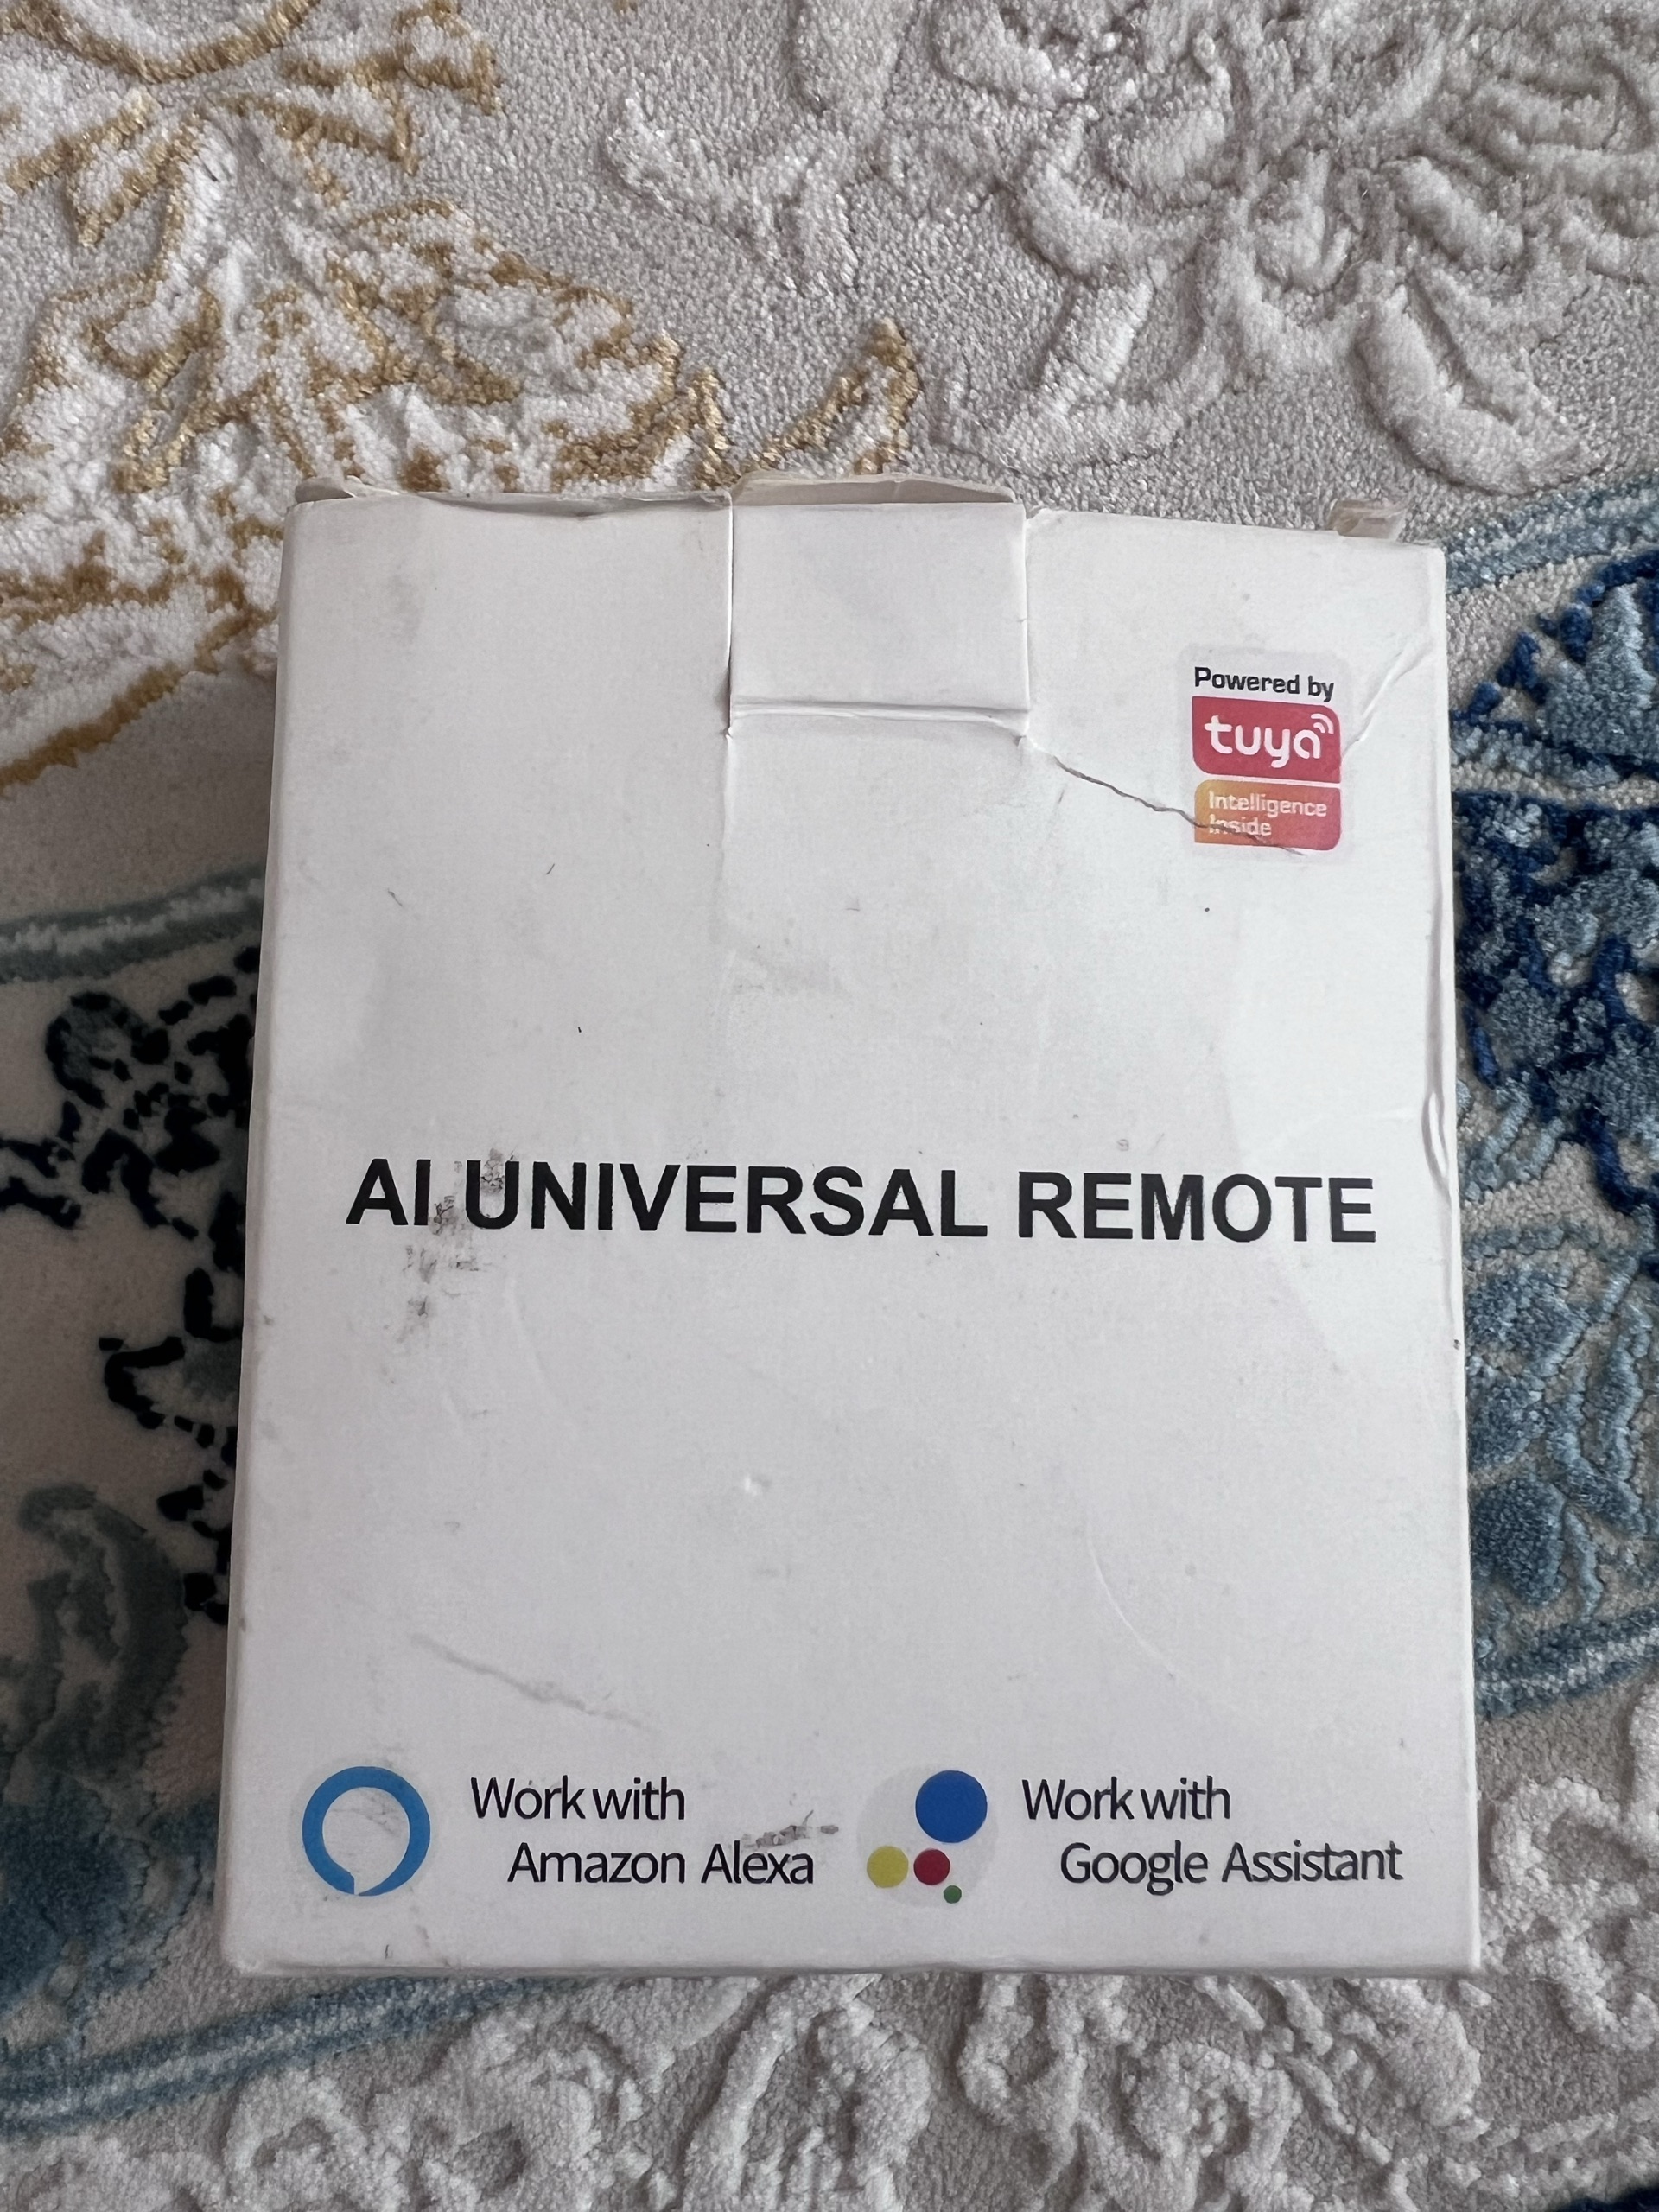 Powered by
tuya
Intelligence
Inside
AI UNIVERSAL REMOTE
Work with
Amazon Alexa
Work with
Google Assistant